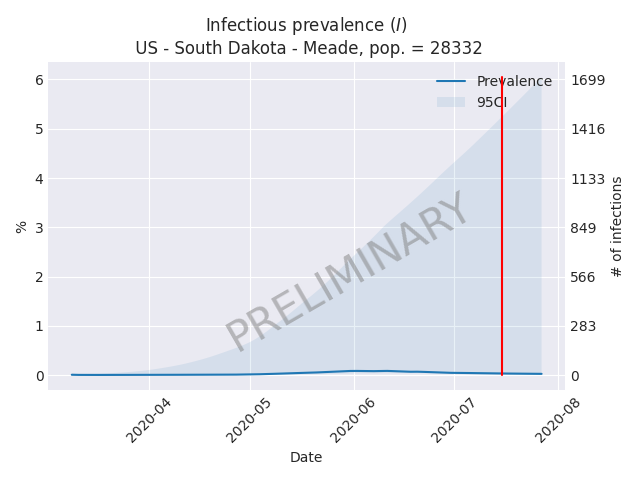 Infectious prevalence (I)
US - South Dakota - Meade, pop. = 28332
Prevalence
95CI
6
5
4
3
2
1
0
%
1699
1416
1133
849
566
283
0
# of infections
PRELIMINARY
2020-04
2020-05
2020-06
2020-07
2020-08
Date